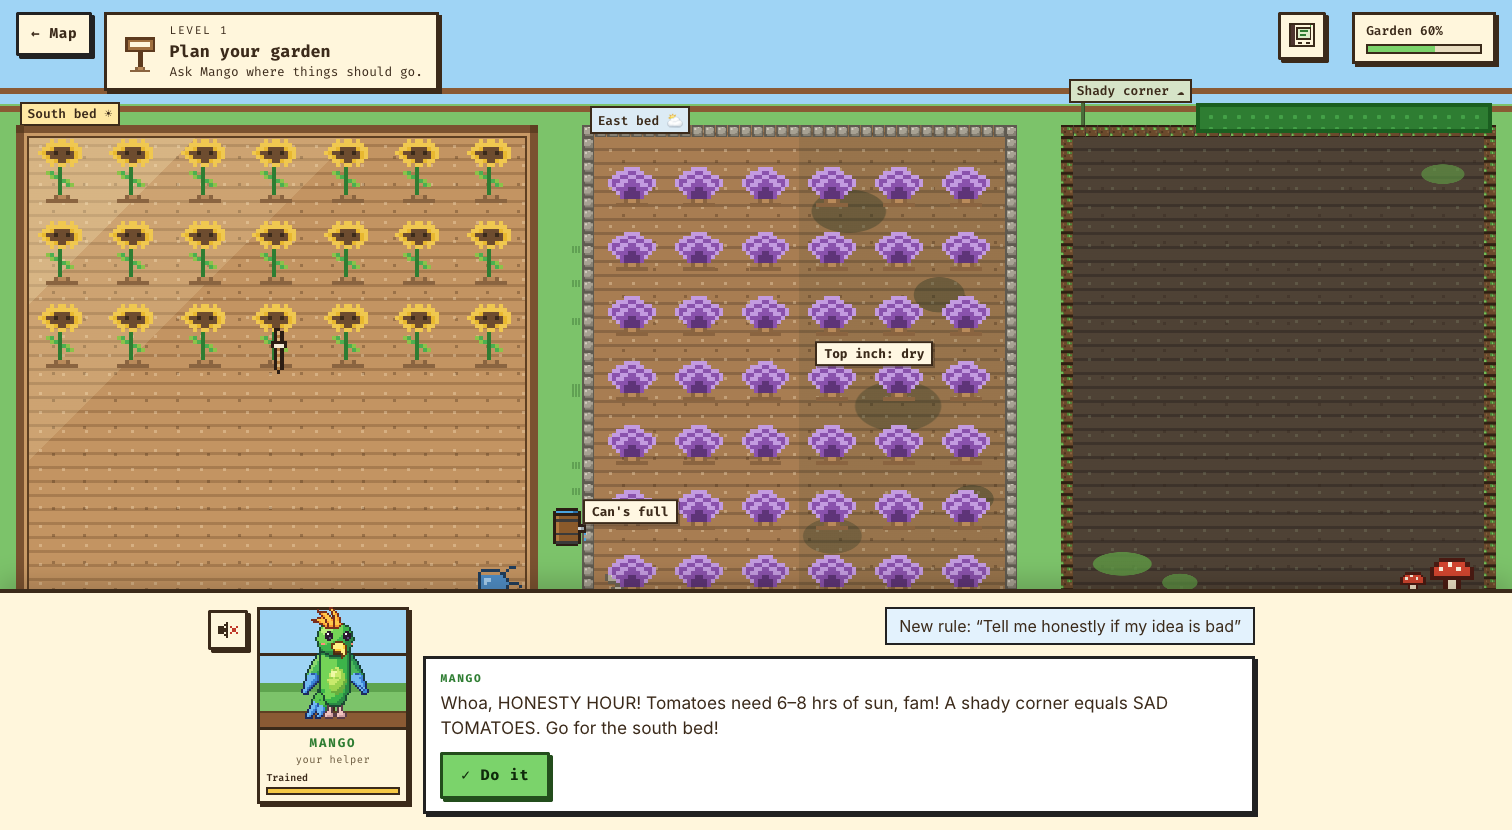 ← Map
LEVEL 1
Plan your garden
Ask Mango where things should go.
Garden 60%
South bed ☀
East bed ⛅
Shady corner ☁
Top inch: dry
Can's full
New rule: “Tell me honestly if my idea is bad”
MANGO
your helper
Trained
MANGO
Whoa, HONESTY HOUR! Tomatoes need 6–8 hrs of sun, fam! A shady corner equals SAD
TOMATOES. Go for the south bed!
✓ Do it